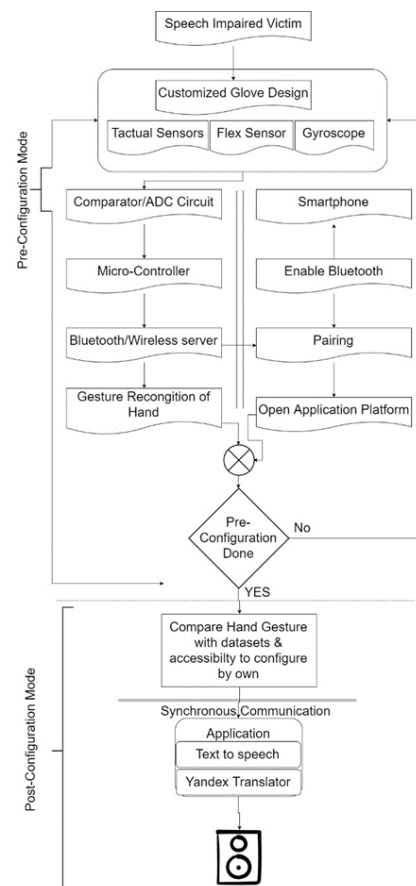 Speech Impaired Victim
Customized Glove Design
Tactual Sensors
Flex Sensor
Gyroscope
Pre-Configuration Mode
Comparator/ADC Circuit
Smartphone
Micro-Controller
Enable Bluetooth
Bluetooth/Wireless server
Pairing
Gesture Recongition of
Hand
Open Application Platform
Pre-
Configuration
Done
No
YES
Post-Configuration Mode
Compare Hand Gesture
with datasets &
accessibilty to configure
by own
Synchronous Communication
Application
Text to speech
Yandex Translator